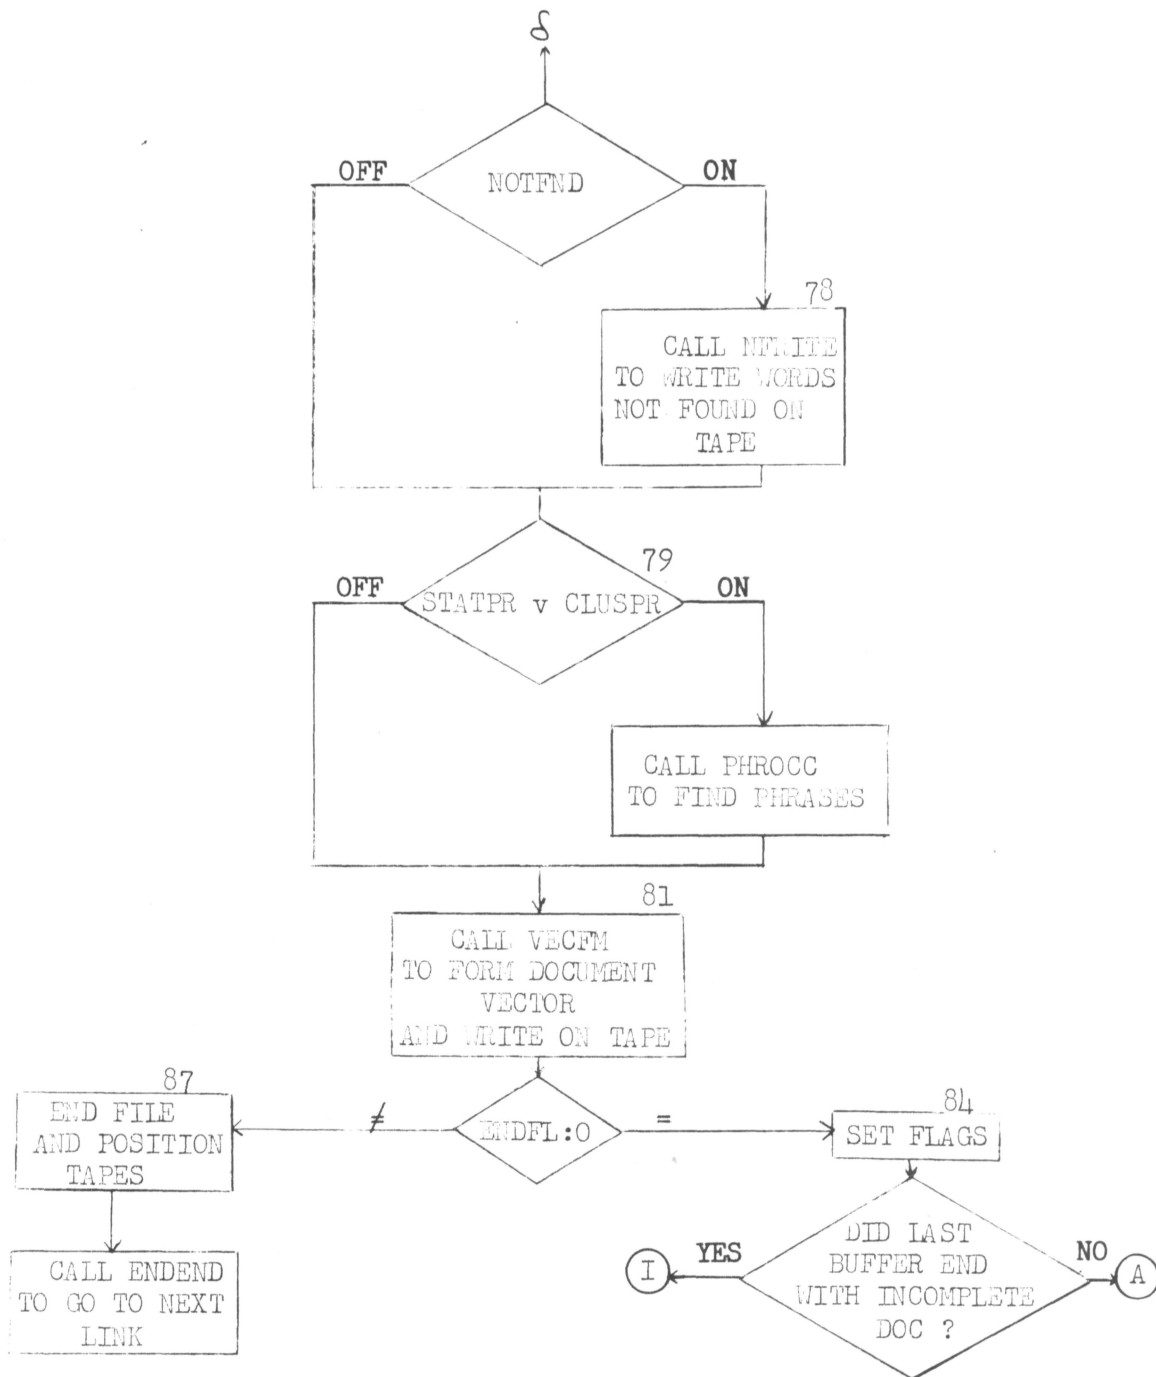 δ
OFF
NOTFND
ON
78
CALL NFRITE
TO WRITE WORDS
NOT FOUND ON
TAPE
79
OFF
STATPR v CLUSPR
ON
CALL PHROCC
TO FIND PHRASES
81
CALL VECFM
TO FORM DOCUMENT
VECTOR
AND WRITE ON TAPE
87
END FILE
AND POSITION
TAPES
≠
ENDFL:0
=
84
SET FLAGS
CALL ENDEND
TO GO TO NEXT
LINK
I
YES
DID LAST
BUFFER END
WITH INCOMPLETE
DOC ?
NO
A